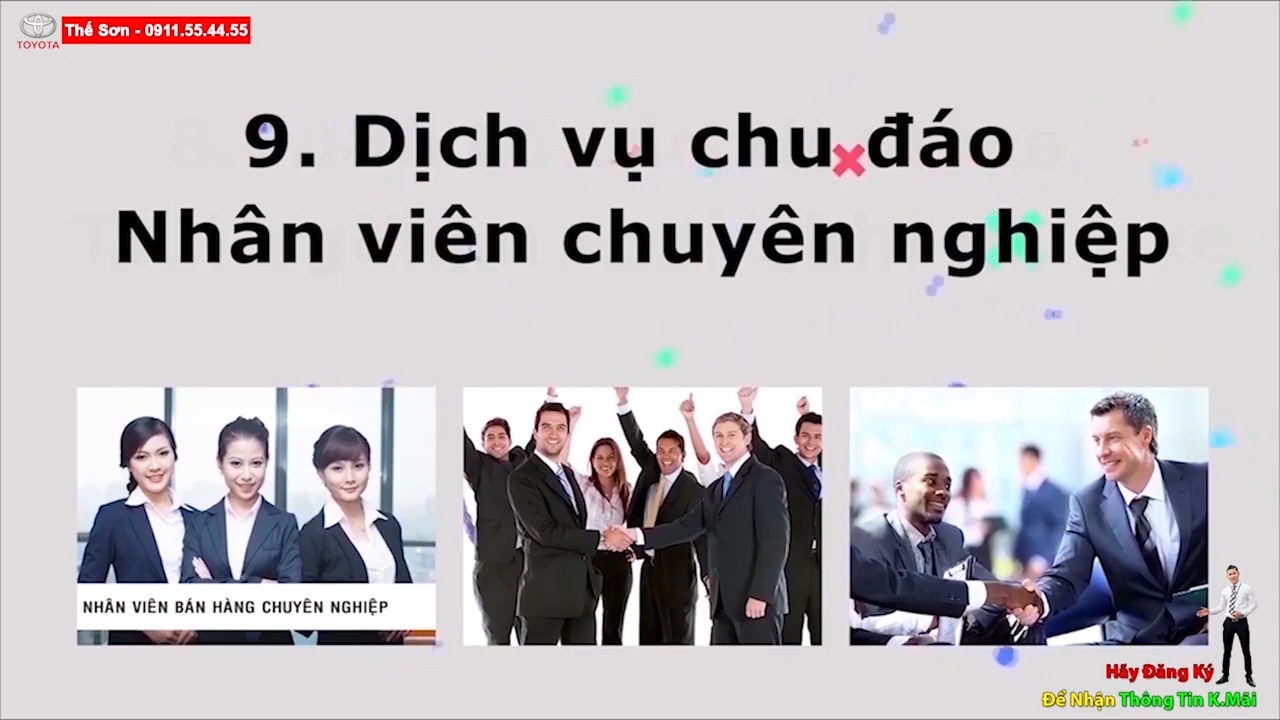 TOYOTA
Thế Sơn - 0911.55.44.55
9. Dịch vụ chu đáo
Nhân viên chuyên nghiệp
NHÂN VIÊN BÁN HÀNG CHUYÊN NGHIỆP
Hãy Đăng Ký
Để Nhận Thông Tin K.Mãi